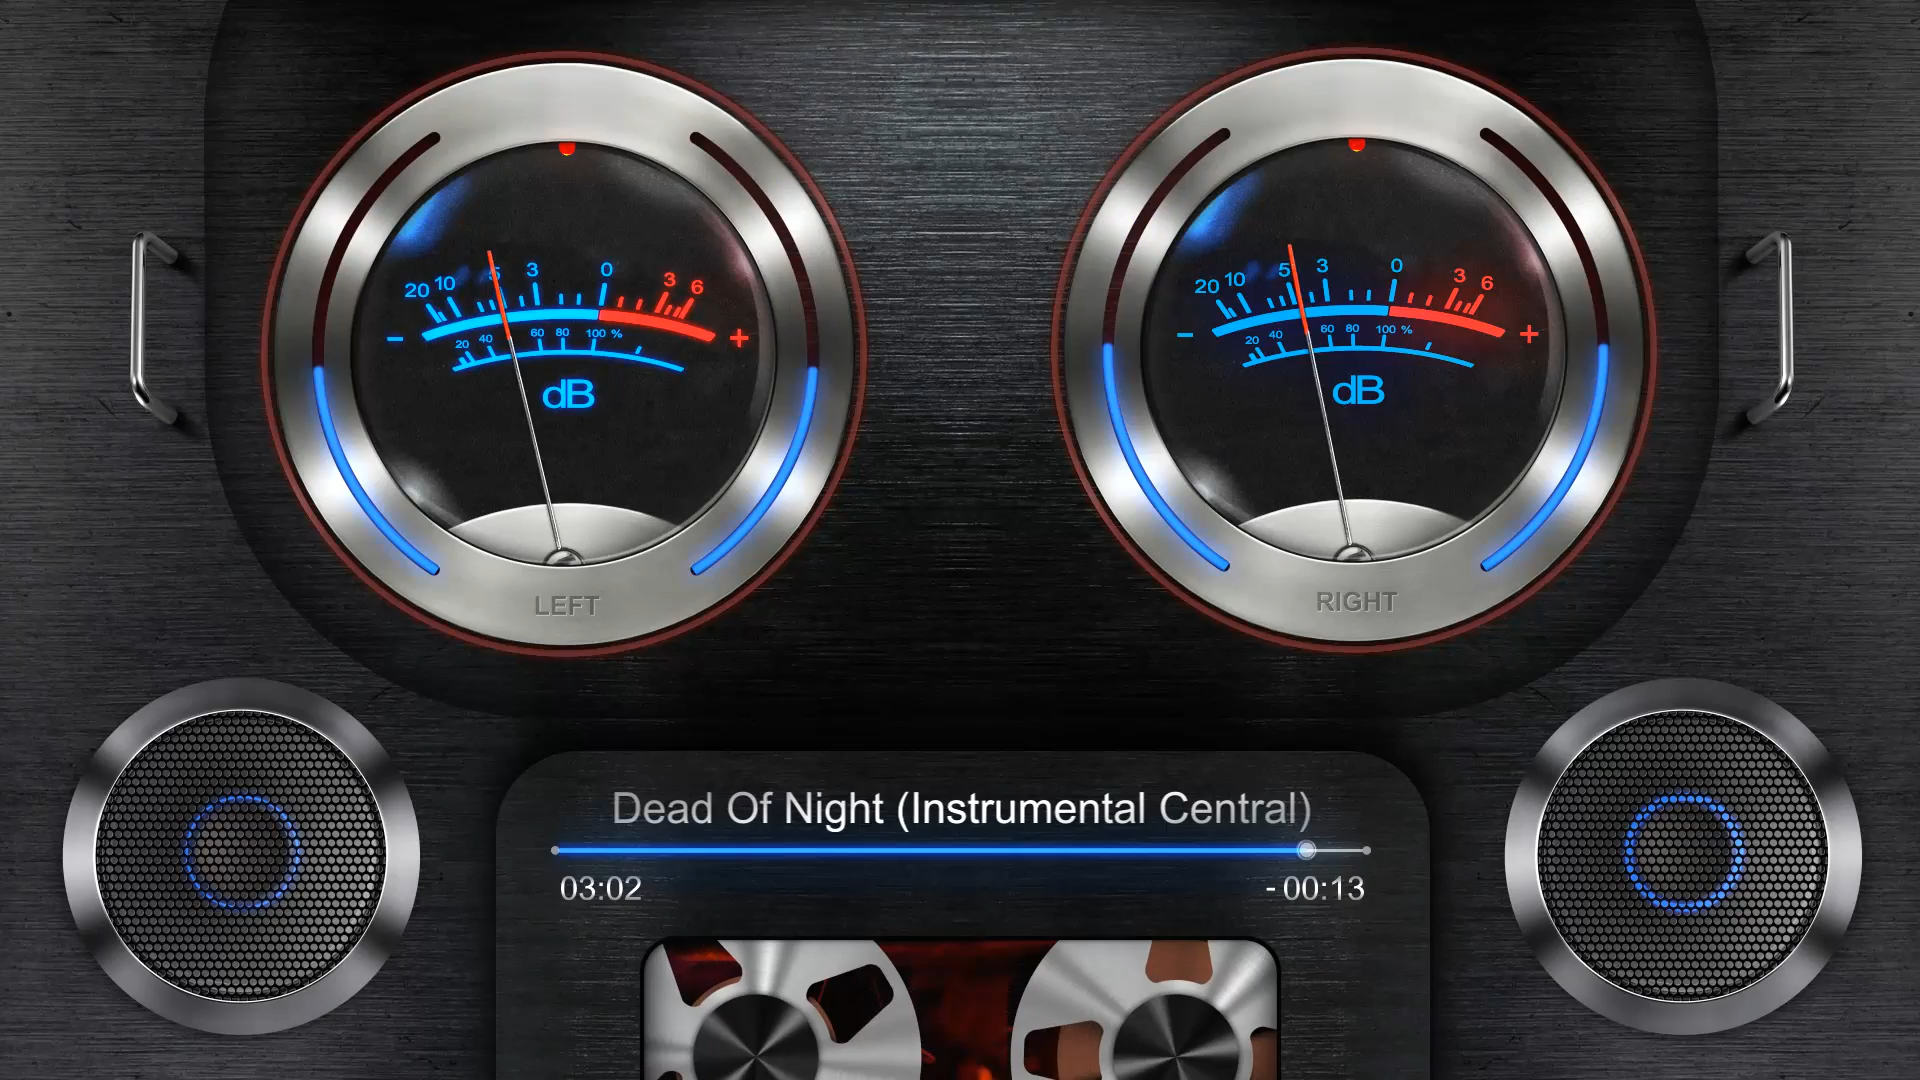 20 10 5 3 0 3 6
- +
20 40 60 80 100 %
dB
LEFT
20 10 5 3 0 3 6
- +
20 40 60 80 100 %
dB
RIGHT
Dead Of Night (Instrumental Central)
03:02 -00:13